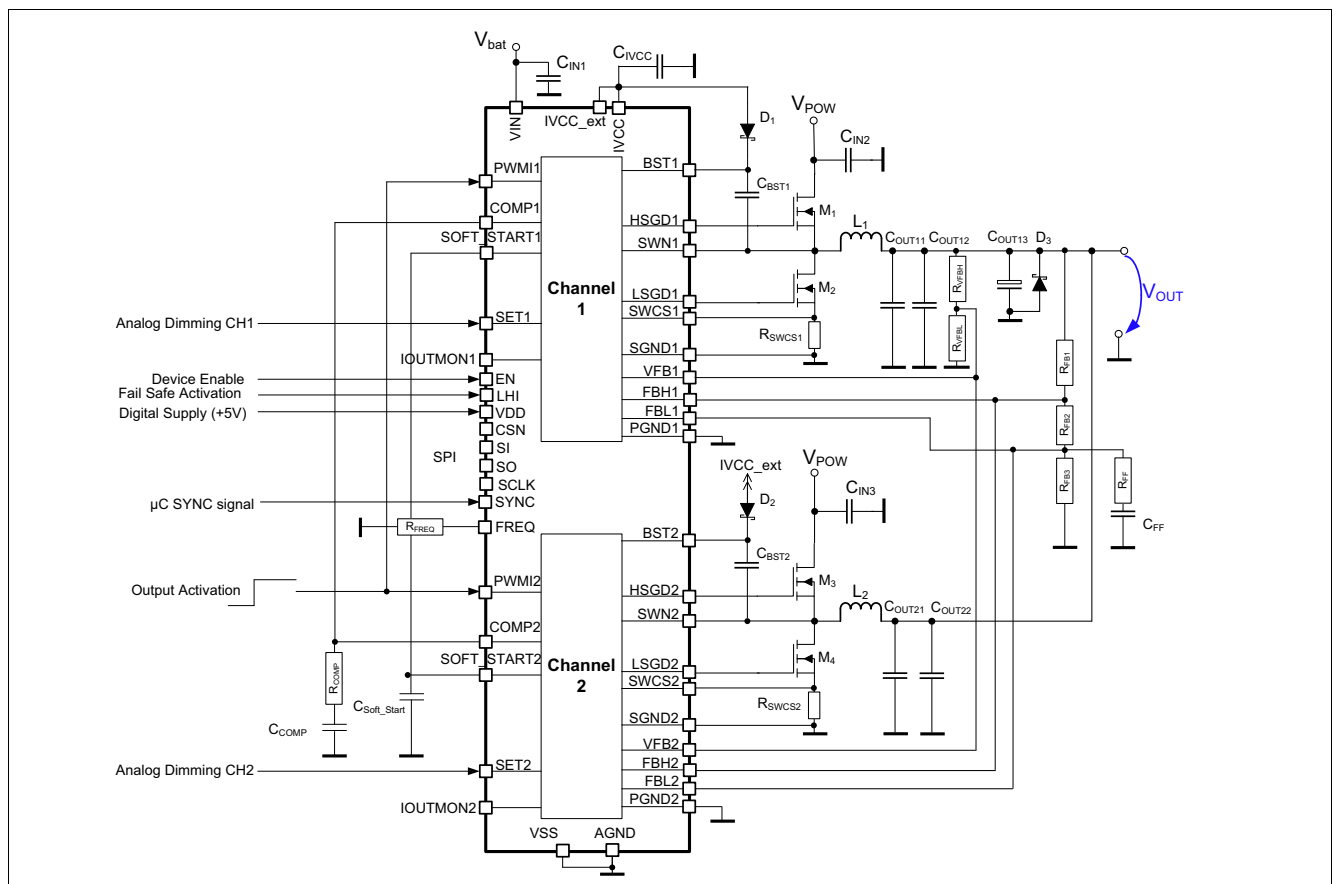 Vbat
CIN1
CIVCC
VIN
IVCC_ext
IVCC
D1
VPOW
CIN2
PWMI1
BST1
CBST1
COMP1
HSGD1
M1
SOFT_START1
SWN1
L1
COUT11
COUT12
COUT13
D3
RVFBH
Channel
1
LSGD1
M2
VOUT
SWCS1
Analog Dimming CH1
SET1
RSWCS1
RVFBL
IOUTMON1
SGND1
RFB1
Device Enable
EN
VFB1
Fail Safe Activation
LHI
FBH1
Digital Supply (+5V)
VDD
FBL1
RFB2
CSN
PGND1
SI
SPI
SO
IVCC_ext
VPOW
RFB3
RFF
SCLK
D2
CIN3
µC SYNC signal
SYNC
RFREQ
FREQ
CFF
BST2
CBST2
Output Activation
PWMI2
HSGD2
M3
COMP2
SWN2
L2
COUT21
COUT22
SOFT_START2
Channel
2
LSGD2
M4
RCOMP
SWCS2
CSoft_Start
RSWCS2
CCOMP
SGND2
VFB2
Analog Dimming CH2
SET2
FBH2
FBL2
IOUTMON2
PGND2
VSS
AGND